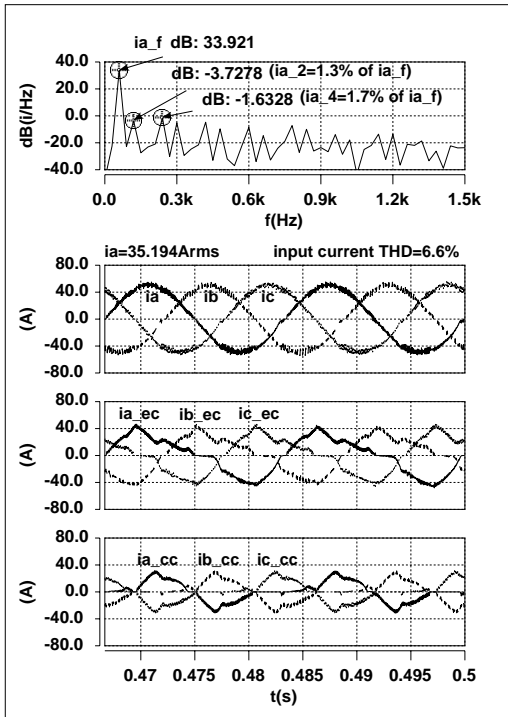 ia_f dB: 33.921
dB: -3.7278 (ia_2=1.3% of ia_f)
dB: -1.6328 (ia_4=1.7% of ia_f)
dB(i/Hz)
40.0
20.0
0.0
-20.0
-40.0
0.0 0.3k 0.6k 0.9k 1.2k 1.5k
f(Hz)
ia=35.194Arms input current THD=6.6%
(A)
80.0
40.0
0.0
-40.0
-80.0
ia ib ic
(A)
80.0
40.0
0.0
-40.0
-80.0
ia_ec ib_ec ic_ec
(A)
80.0
40.0
0.0
-40.0
-80.0
ia_cc ib_cc ic_cc
0.47 0.475 0.48 0.485 0.49 0.495 0.5
t(s)